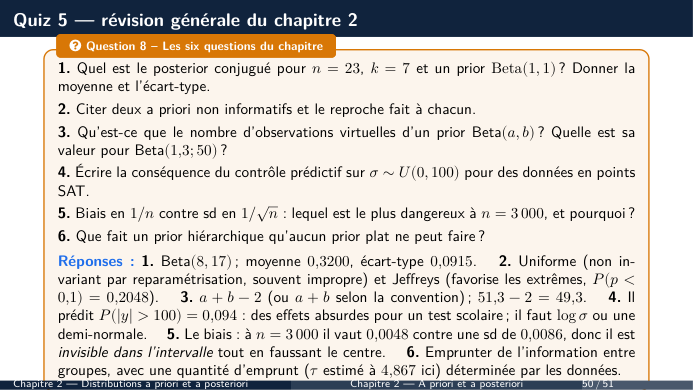 Quiz 5 — révision générale du chapitre 2
Question 8 – Les six questions du chapitre
1. Quel est le posterior conjugué pour n = 23, k = 7 et un prior Beta(1, 1) ? Donner la
moyenne et l'écart-type.
2. Citer deux a priori non informatifs et le reproche fait à chacun.
3. Qu'est-ce que le nombre d'observations virtuelles d'un prior Beta(a, b) ? Quelle est sa
valeur pour Beta(1,3; 50) ?
4. Écrire la conséquence du contrôle prédictif sur σ ∼ U(0, 100) pour des données en points
SAT.
5. Biais en 1/n contre sd en 1/√n : lequel est le plus dangereux à n = 3 000, et pourquoi ?
6. Que fait un prior hiérarchique qu'aucun prior plat ne peut faire ?
Réponses : 1. Beta(8, 17) ; moyenne 0,3200, écart-type 0,0915. 2. Uniforme (non in-
variant par reparamétrisation, souvent impropre) et Jeffreys (favorise les extrêmes, P(p <
0,1) = 0,2048). 3. a + b − 2 (ou a + b selon la convention) ; 51,3 − 2 = 49,3. 4. Il
prédit P(|y| > 100) = 0,094 : des effets absurdes pour un test scolaire ; il faut log σ ou une
demi-normale. 5. Le biais : à n = 3 000 il vaut 0,0048 contre une sd de 0,0086, donc il est
invisible dans l'intervalle tout en faussant le centre. 6. Emprunter de l'information entre
groupes, avec une quantité d'emprunt (τ estimé à 4,867 ici) déterminée par les données.
Chapitre 2 — Distributions a priori et a posteriori Chapitre 2 — A priori et a posteriori 50 / 51